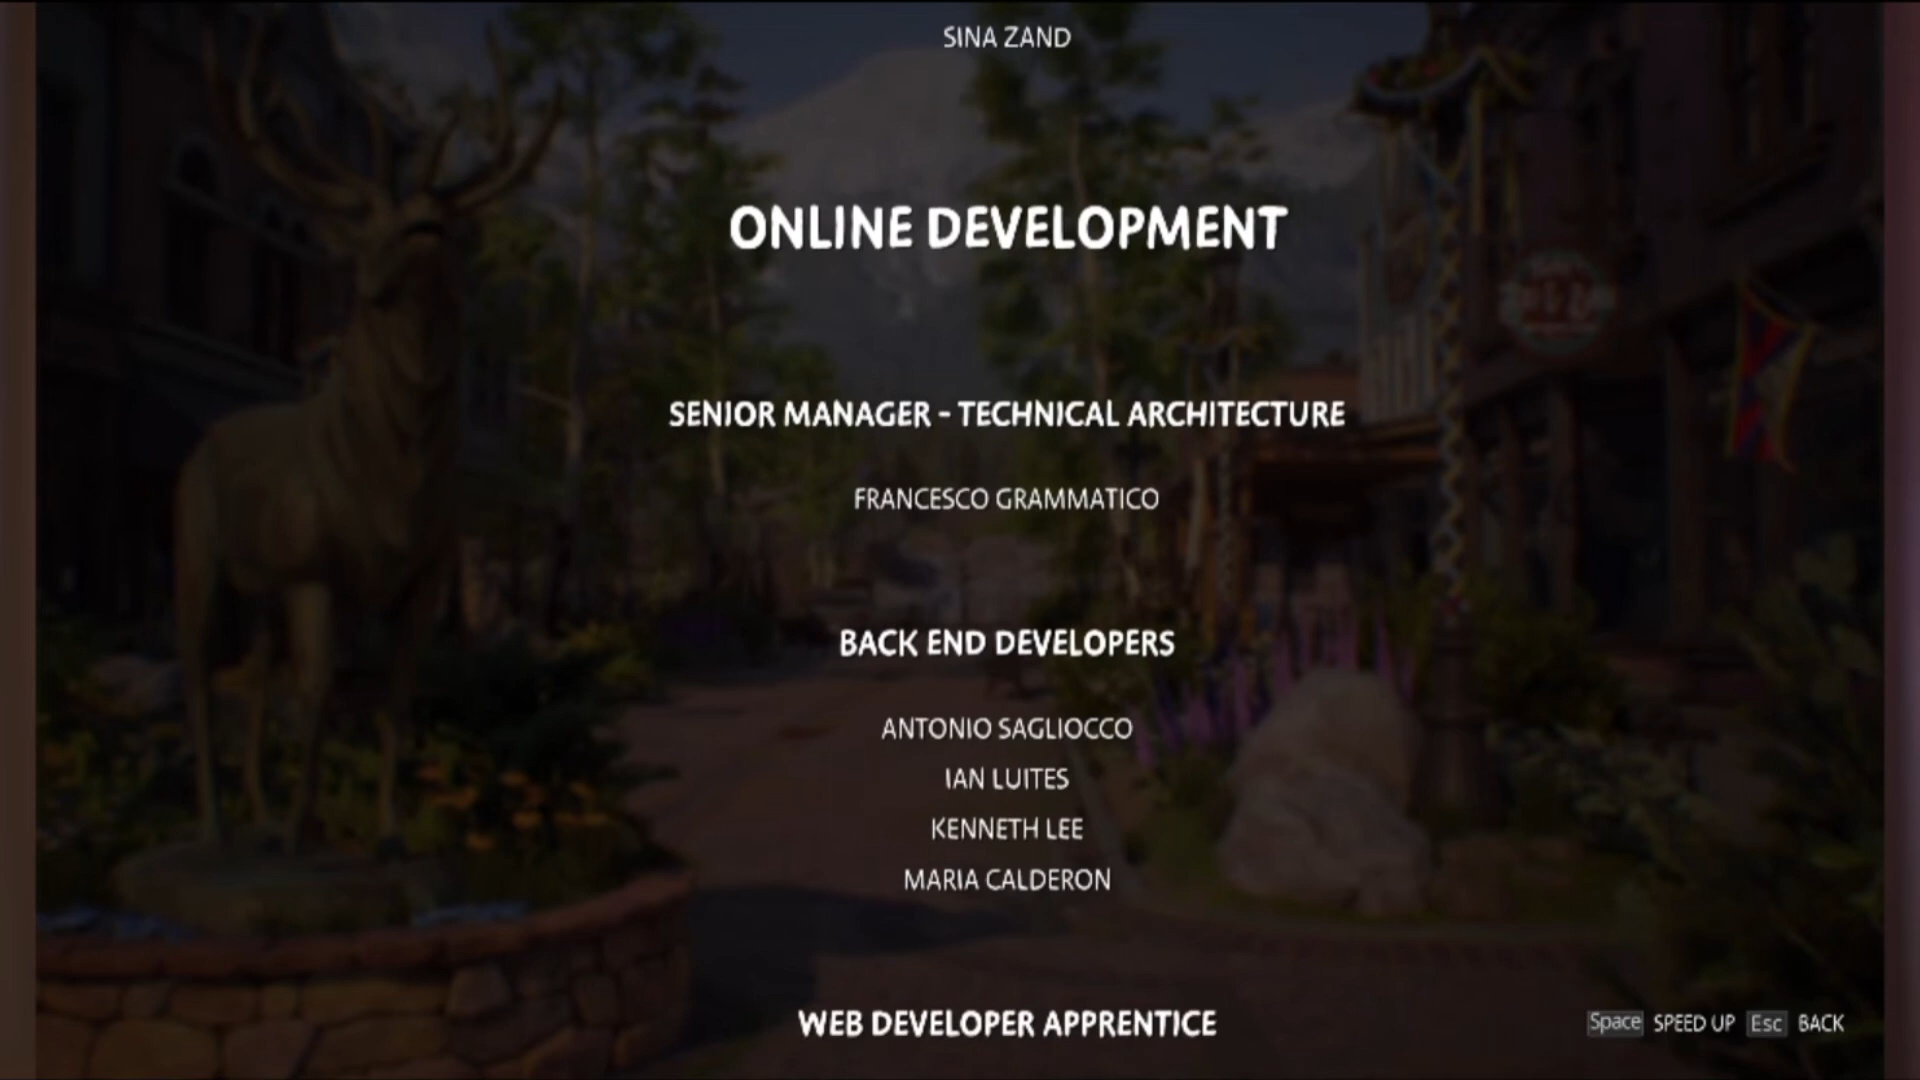 SINA ZAND
ONLINE DEVELOPMENT
SENIOR MANAGER - TECHNICAL ARCHITECTURE
FRANCESCO GRAMMATICO
BACK END DEVELOPERS
ANTONIO SAGLIOCCO
IAN LUITES
KENNETH LEE
MARIA CALDERON
WEB DEVELOPER APPRENTICE
Space SPEED UP Esc BACK